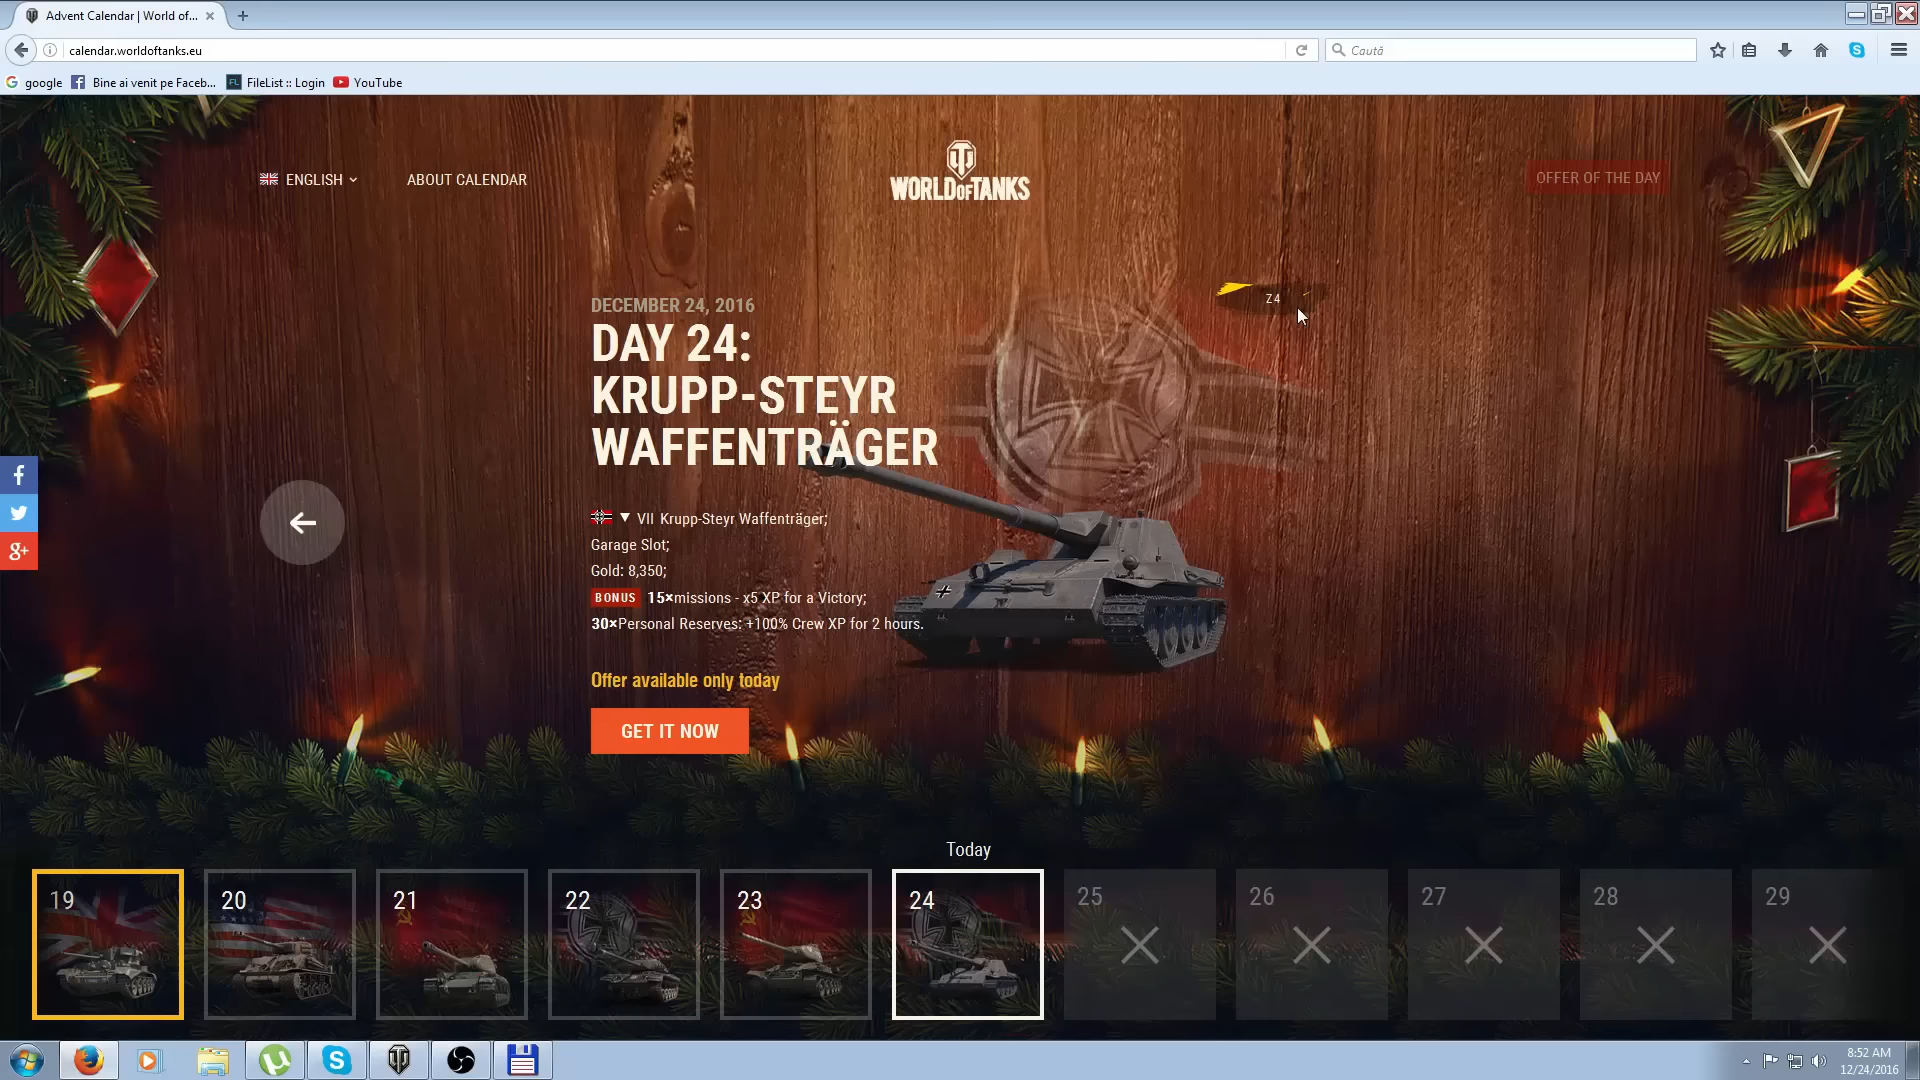 Advent Calendar | World of...
calendar.worldoftanks.eu
Caută
google
Bine ai venit pe Faceb...
FileList :: Login
YouTube
ENGLISH
ABOUT CALENDAR
WORLD OF TANKS
OFFER OF THE DAY
Z4
DECEMBER 24, 2016
DAY 24:
KRUPP-STEYR
WAFFENTRÄGER
▼ VII Krupp-Steyr Waffenträger;
Garage Slot;
Gold: 8,350;
BONUS 15×missions - x5 XP for a Victory;
30×Personal Reserves: +100% Crew XP for 2 hours.
Offer available only today
GET IT NOW
Today
19
20
21
22
23
24
25
26
27
28
29
8:52 AM
12/24/2016